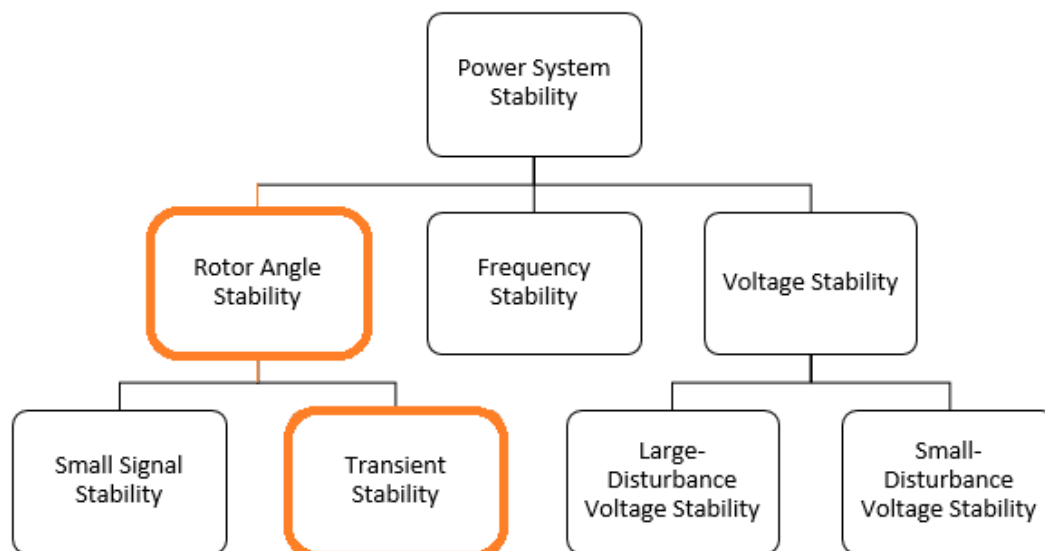 Power System
Stability
Rotor Angle
Stability
Frequency
Stability
Voltage Stability
Small Signal
Stability
Transient
Stability
Large-
Disturbance
Voltage Stability
Small-
Disturbance
Voltage Stability